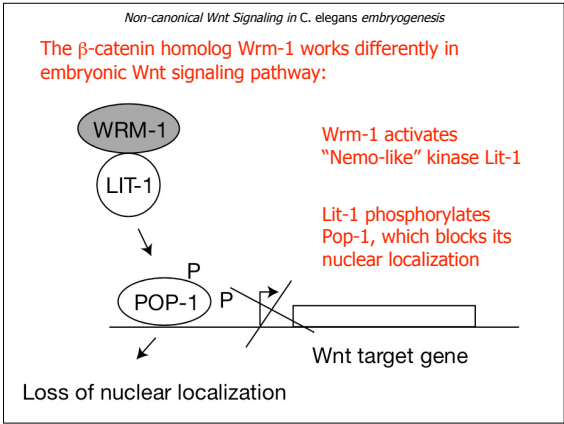 Non-canonical Wnt Signaling in C. elegans embryogenesis
The β-catenin homolog Wrm-1 works differently in
embryonic Wnt signaling pathway:
WRM-1
LIT-1
Wrm-1 activates
“Nemo-like” kinase Lit-1
Lit-1 phosphorylates
Pop-1, which blocks its
nuclear localization
P
POP-1
P
Wnt target gene
Loss of nuclear localization